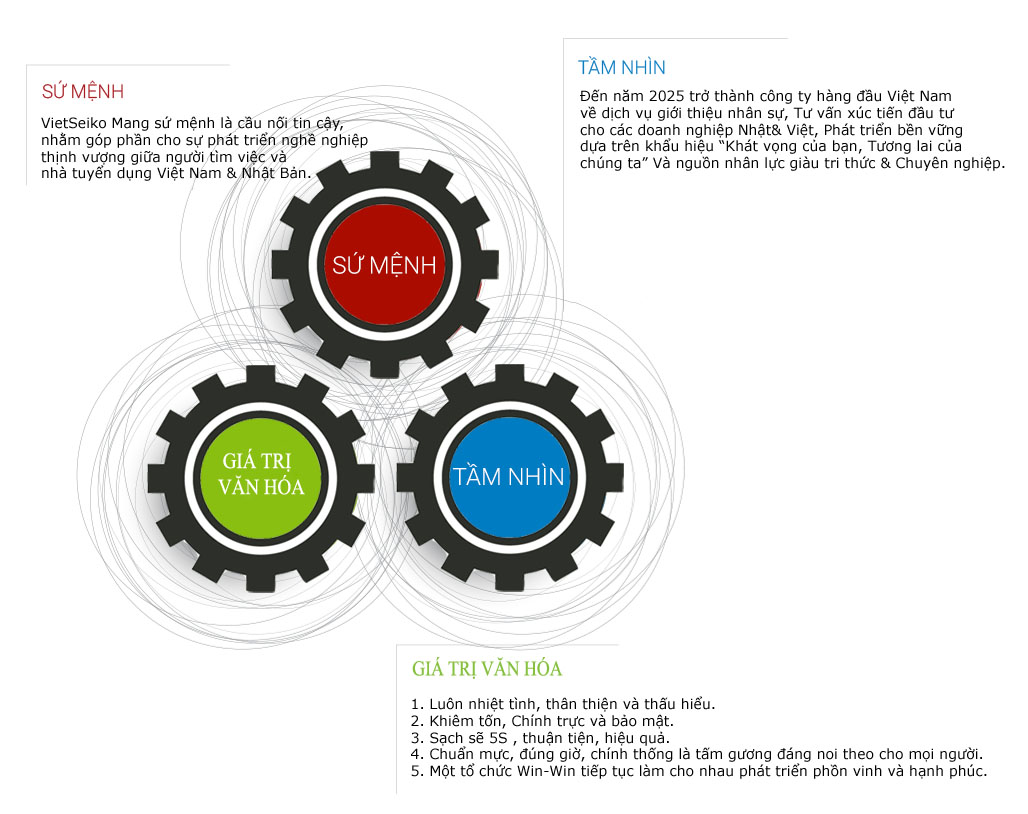 SỨ MỆNH
VietSeiko Mang sứ mệnh là cầu nối tin cậy,
nhằm góp phần cho sự phát triển nghề nghiệp
thịnh vượng giữa người tìm việc và
nhà tuyển dụng Việt Nam & Nhật Bản.
TẦM NHÌN
Đến năm 2025 trở thành công ty hàng đầu Việt Nam
về dịch vụ giới thiệu nhân sự, Tư vấn xúc tiến đầu tư
cho các doanh nghiệp Nhật& Việt, Phát triển bền vững
dựa trên khẩu hiệu “Khát vọng của bạn, Tương lai của
chúng ta” Và nguồn nhân lực giàu tri thức & Chuyên nghiệp.
SỨ MỆNH
GIÁ TRỊ
VĂN HÓA
TẦM NHÌN
GIÁ TRỊ VĂN HÓA
1. Luôn nhiệt tình, thân thiện và thấu hiểu.
2. Khiêm tốn, Chính trực và bảo mật.
3. Sạch sẽ 5S , thuận tiện, hiệu quả.
4. Chuẩn mực, đúng giờ, chính thống là tấm gương đáng noi theo cho mọi người.
5. Một tổ chức Win-Win tiếp tục làm cho nhau phát triển phồn vinh và hạnh phúc.